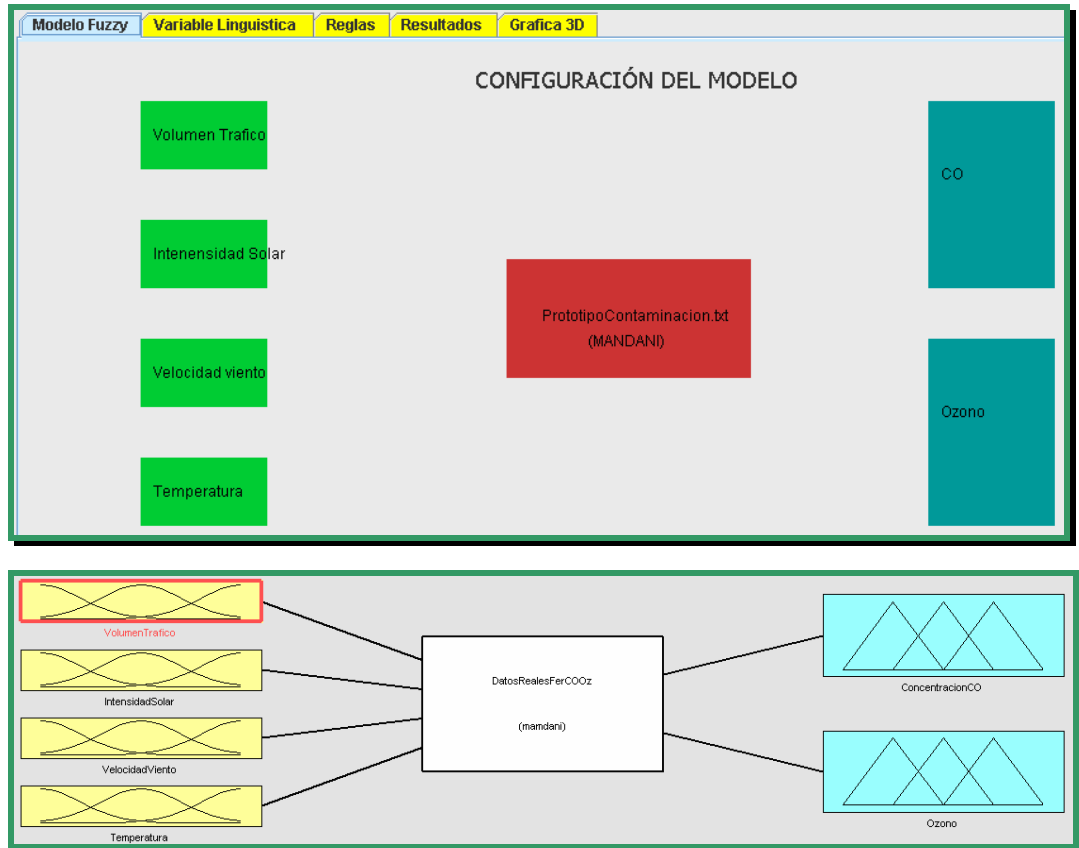 Modelo Fuzzy Variable Linguistica Reglas Resultados Grafica 3D
CONFIGURACIÓN DEL MODELO
Volumen Trafico
Intenensidad Solar
Velocidad viento
Temperatura
PrototipoContaminacion.txt
(MANDANI)
CO
Ozono
VolumenTrafico
IntensidadSolar
VelocidadViento
Temperatura
DatosRealesFerCOOz
(mamdani)
ConcentracionCO
Ozono